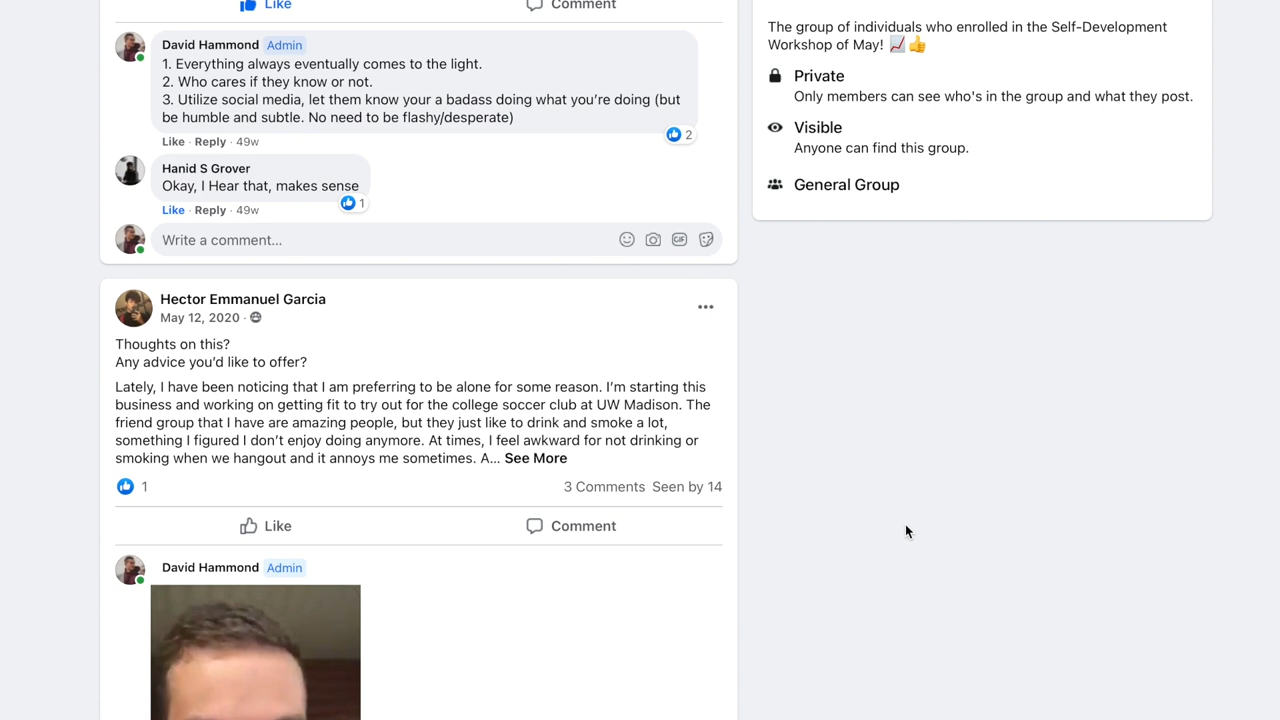 Like Comment
David Hammond Admin
1. Everything always eventually comes to the light.
2. Who cares if they know or not.
3. Utilize social media, let them know your a badass doing what you’re doing (but
be humble and subtle. No need to be flashy/desperate)
2
Like · Reply · 49w
Hanid S Grover
Okay, I Hear that, makes sense
1
Like · Reply · 49w
Write a comment...
GIF
Hector Emmanuel Garcia
May 12, 2020 ·
Thoughts on this?
Any advice you’d like to offer?
Lately, I have been noticing that I am preferring to be alone for some reason. I’m starting this
business and working on getting fit to try out for the college soccer club at UW Madison. The
friend group that I have are amazing people, but they just like to drink and smoke a lot,
something I figured I don’t enjoy doing anymore. At times, I feel awkward for not drinking or
smoking when we hangout and it annoys me sometimes. A... See More
1 3 Comments Seen by 14
Like Comment
David Hammond Admin
The group of individuals who enrolled in the Self-Development
Workshop of May! 📈👍
Private
Only members can see who's in the group and what they post.
Visible
Anyone can find this group.
General Group